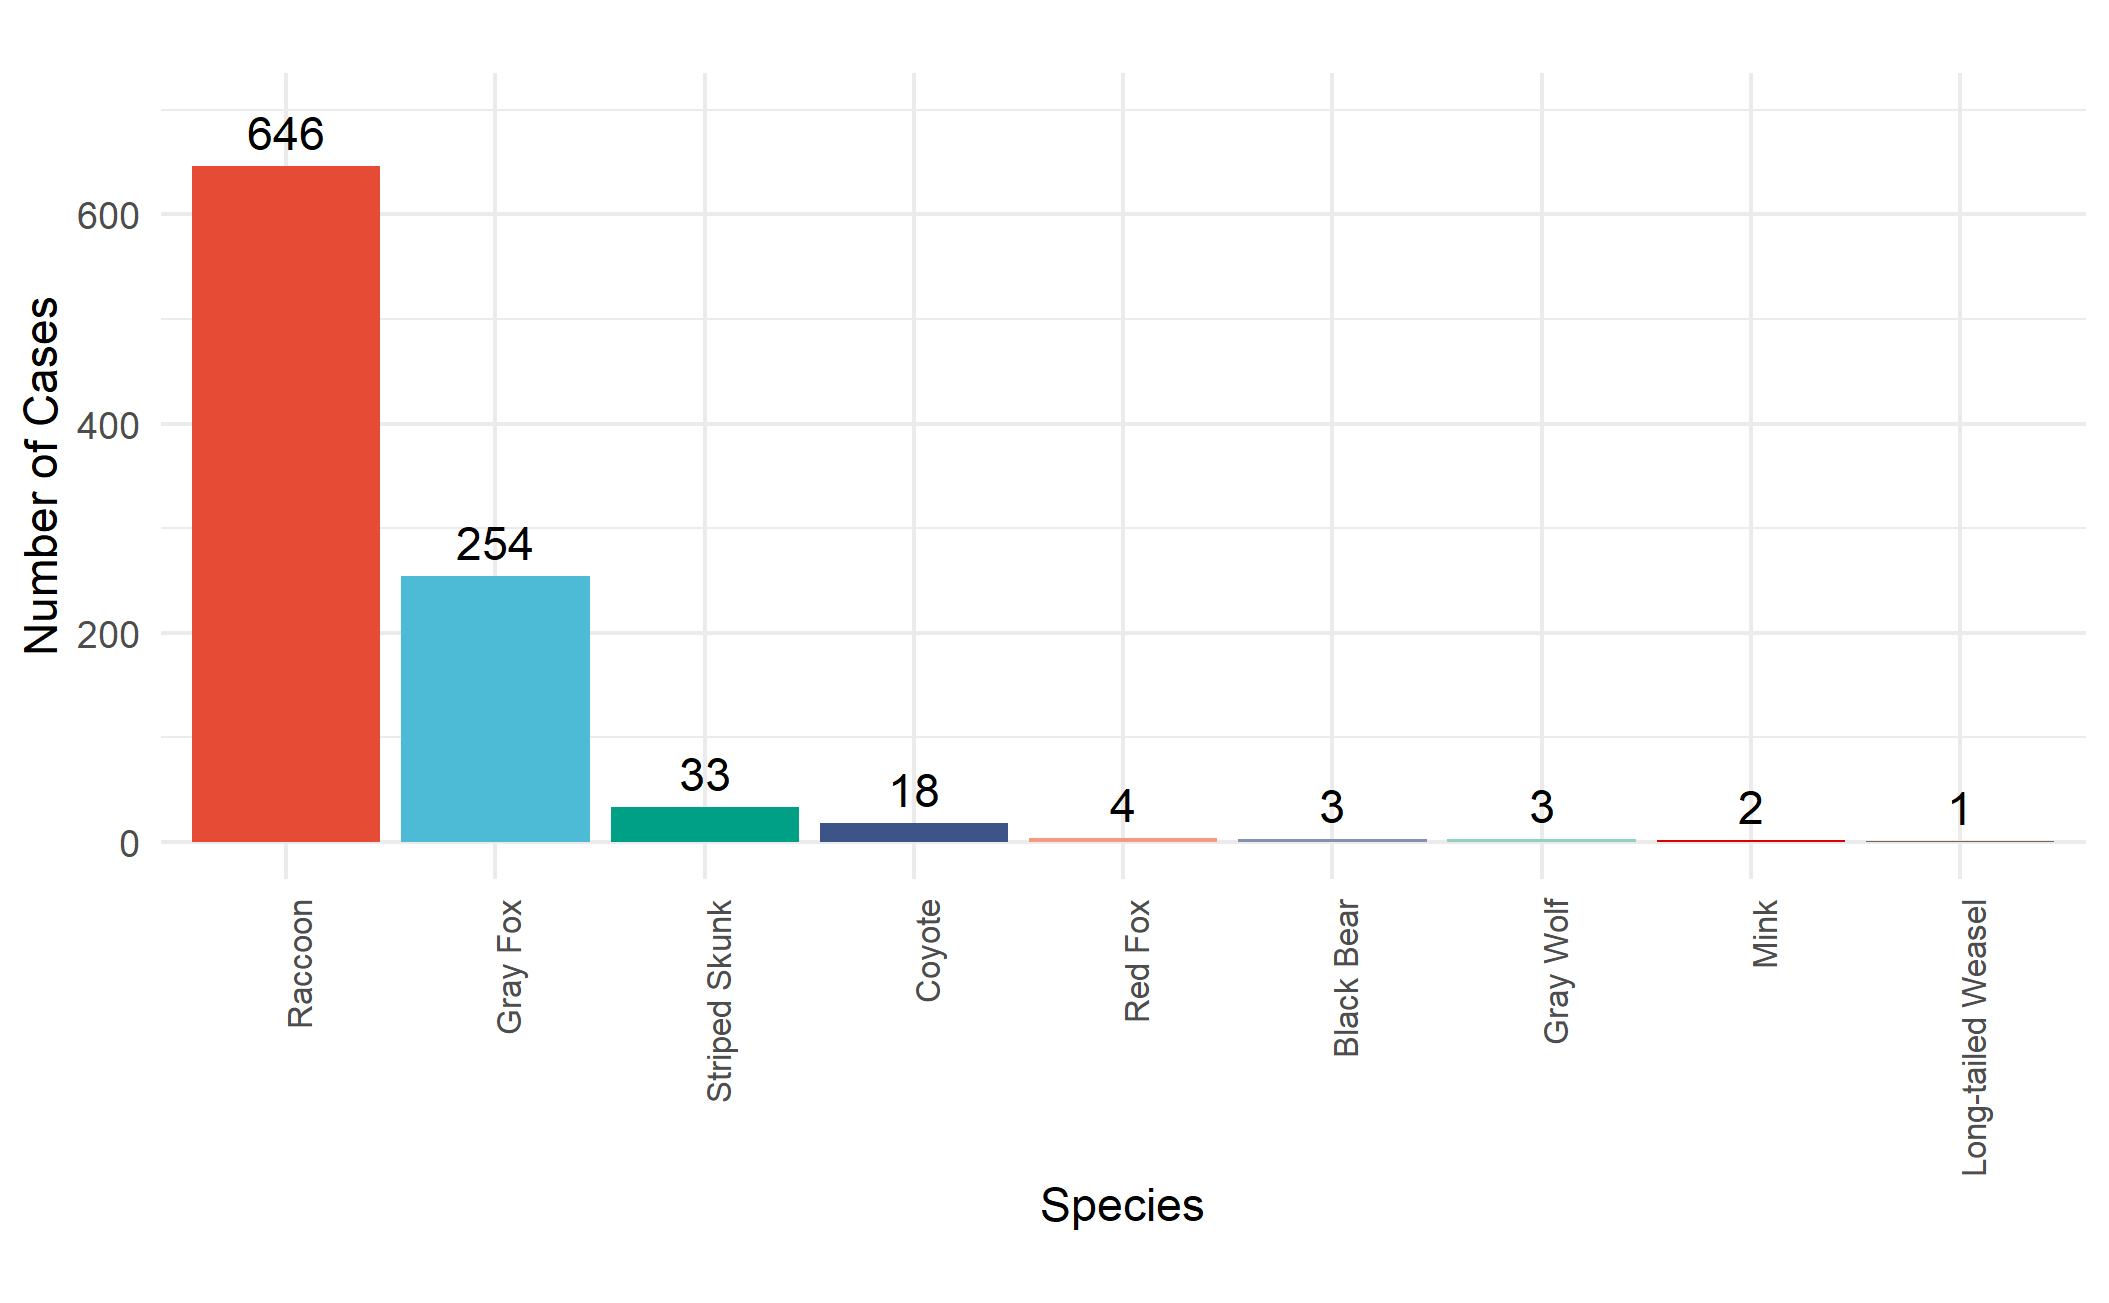 Number of Cases
600
400
200
0
646
254
33
18
4
3
3
2
1
Raccoon
Gray Fox
Striped Skunk
Coyote
Red Fox
Black Bear
Gray Wolf
Mink
Long-tailed Weasel
Species